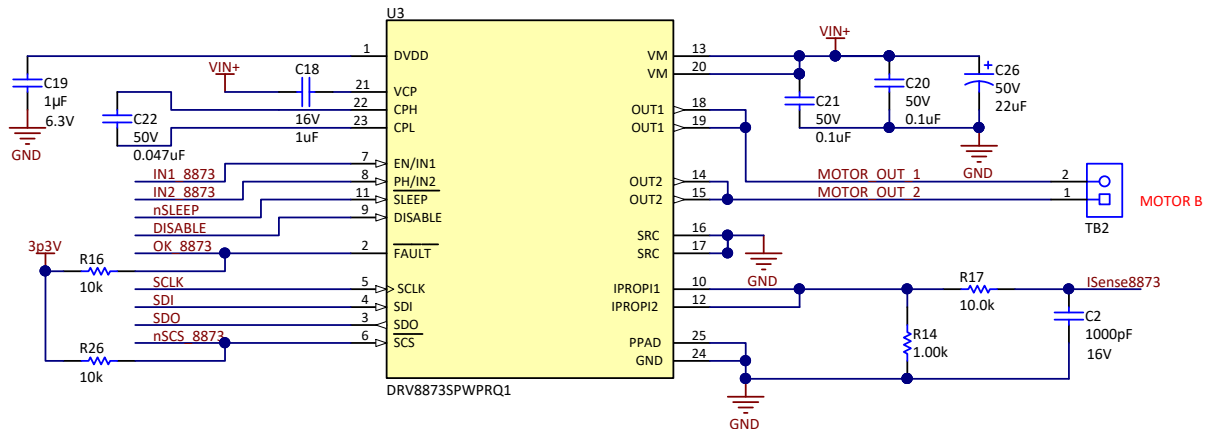 U3
VIN+
VIN+
1 DVDD VM 13
C19
1µF
6.3V
GND
C18
16V
1uF
VM 20
C20
50V
0.1uF
C26
50V
22uF
21 VCP
22 CPH OUT1 18
23 CPL OUT1 19
C21
50V
0.1uF
C22
50V
0.047uF
GND
IN1_8873 7 EN/IN1
IN2_8873 8 PH/IN2 OUT2 14 MOTOR_OUT_1 2
nSLEEP 11 SLEEP OUT2 15 MOTOR_OUT_2 1
MOTOR B
TB2
DISABLE 9 DISABLE
SRC 16
OK_8873 2 FAULT SRC 17
GND
3p3V
R16
10k
SCLK 5 SCLK IPROPI1 10
SDI 4 SDI IPROPI2 12
R17
10.0k
ISense8873
SDO 3 SDO
nSCS_8873 6 SCS PPAD 25
GND 24
R14
1.00k
C2
1000pF
16V
R26
10k
DRV8873SPWPRQ1
GND